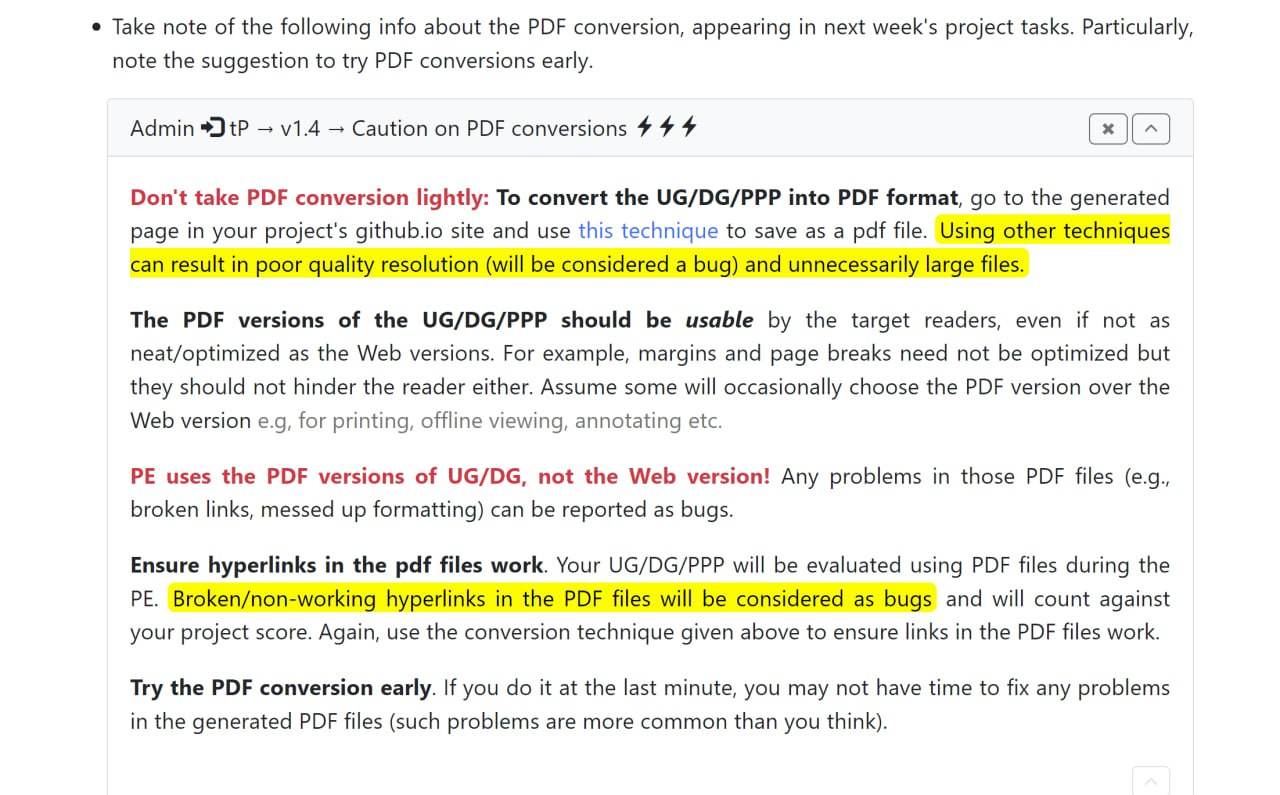 Take note of the following info about the PDF conversion, appearing in next week's project tasks. Particularly,
note the suggestion to try PDF conversions early.
Admin tP → v1.4 → Caution on PDF conversions
Don't take PDF conversion lightly: To convert the UG/DG/PPP into PDF format, go to the generated
page in your project's github.io site and use this technique to save as a pdf file. Using other techniques
can result in poor quality resolution (will be considered a bug) and unnecessarily large files.
The PDF versions of the UG/DG/PPP should be usable by the target readers, even if not as
neat/optimized as the Web versions. For example, margins and page breaks need not be optimized but
they should not hinder the reader either. Assume some will occasionally choose the PDF version over the
Web version e.g, for printing, offline viewing, annotating etc.
PE uses the PDF versions of UG/DG, not the Web version! Any problems in those PDF files (e.g.,
broken links, messed up formatting) can be reported as bugs.
Ensure hyperlinks in the pdf files work. Your UG/DG/PPP will be evaluated using PDF files during the
PE. Broken/non-working hyperlinks in the PDF files will be considered as bugs and will count against
your project score. Again, use the conversion technique given above to ensure links in the PDF files work.
Try the PDF conversion early. If you do it at the last minute, you may not have time to fix any problems
in the generated PDF files (such problems are more common than you think).